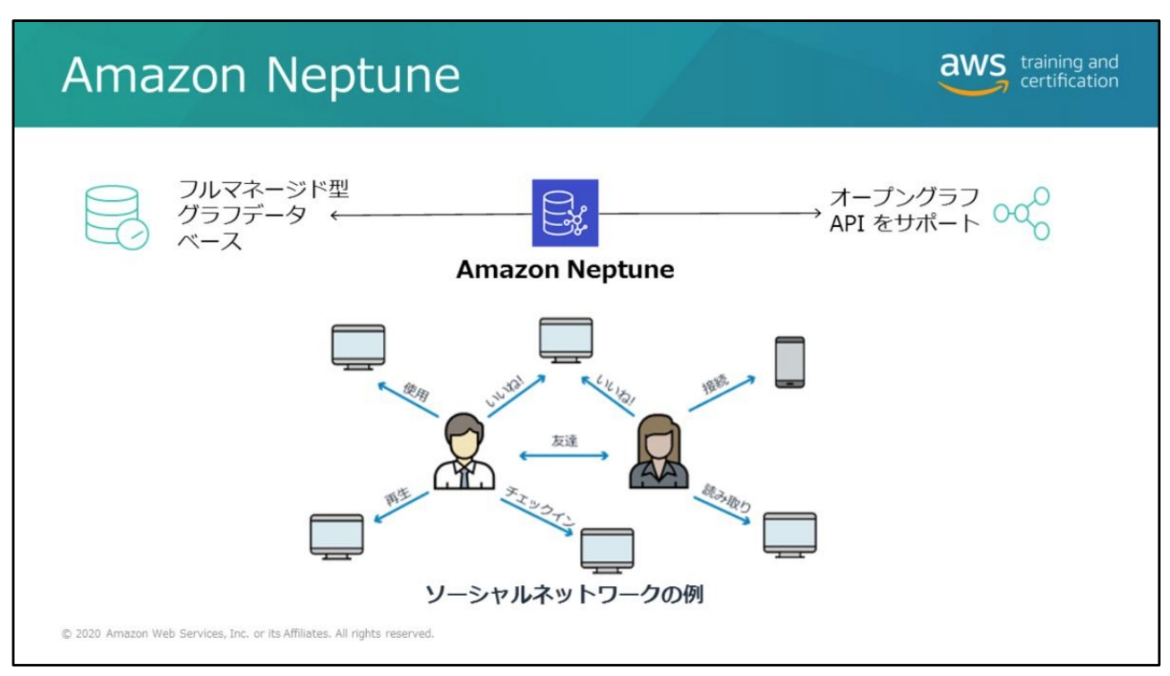 Amazon Neptune
aws training and
certification
フルマネージド型
グラフデータ
ベース
オープングラフ
API をサポート
Amazon Neptune
使用
いいね!
いいね!
接続
友達
再生
チェックイン
読み取り
ソーシャルネットワークの例
© 2020 Amazon Web Services, Inc. or its Affiliates. All rights reserved.